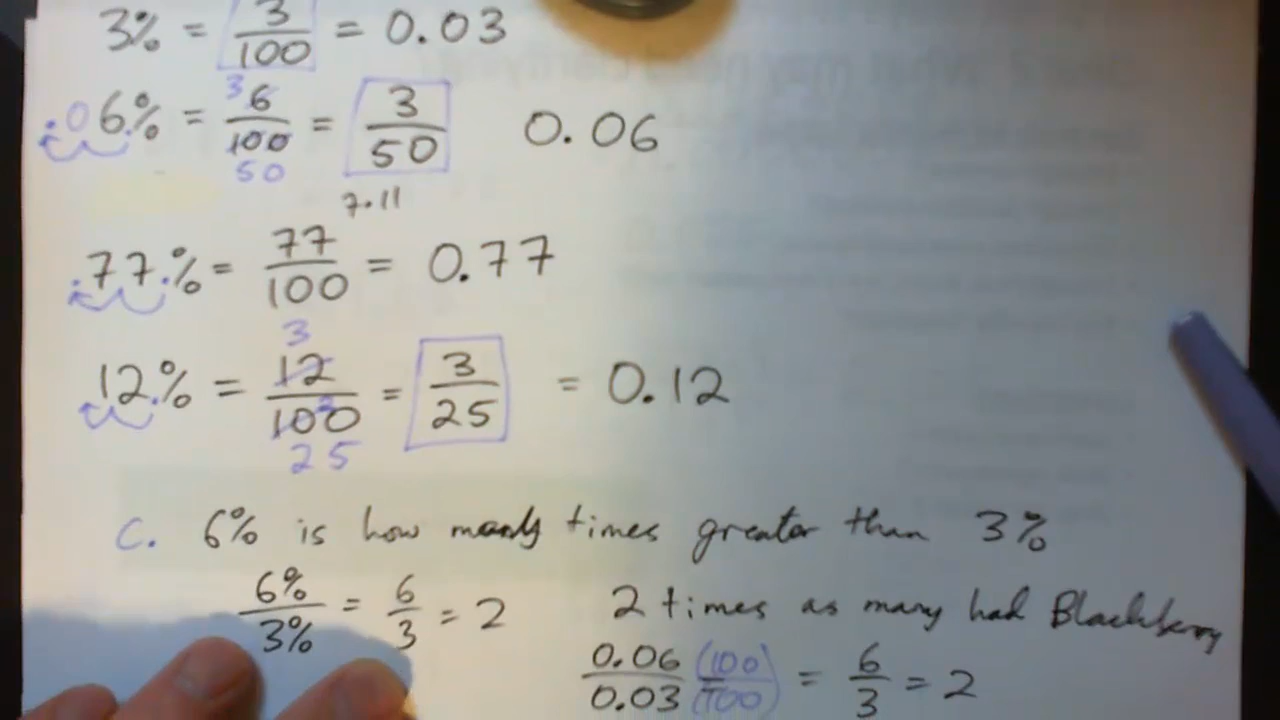 3% = 3/100 = 0.03
.06% = 6/100 = 3/50 0.06
3
50
7·11
.77.% = 77/100 = 0.77
3
12.% = 12/100 = 3/25 = 0.12
25
c. 6% is how many times greater than 3%
6%/3% = 6/3 = 2
2 times as many had Blackberry
0.06/0.03 (100/100) = 6/3 = 2